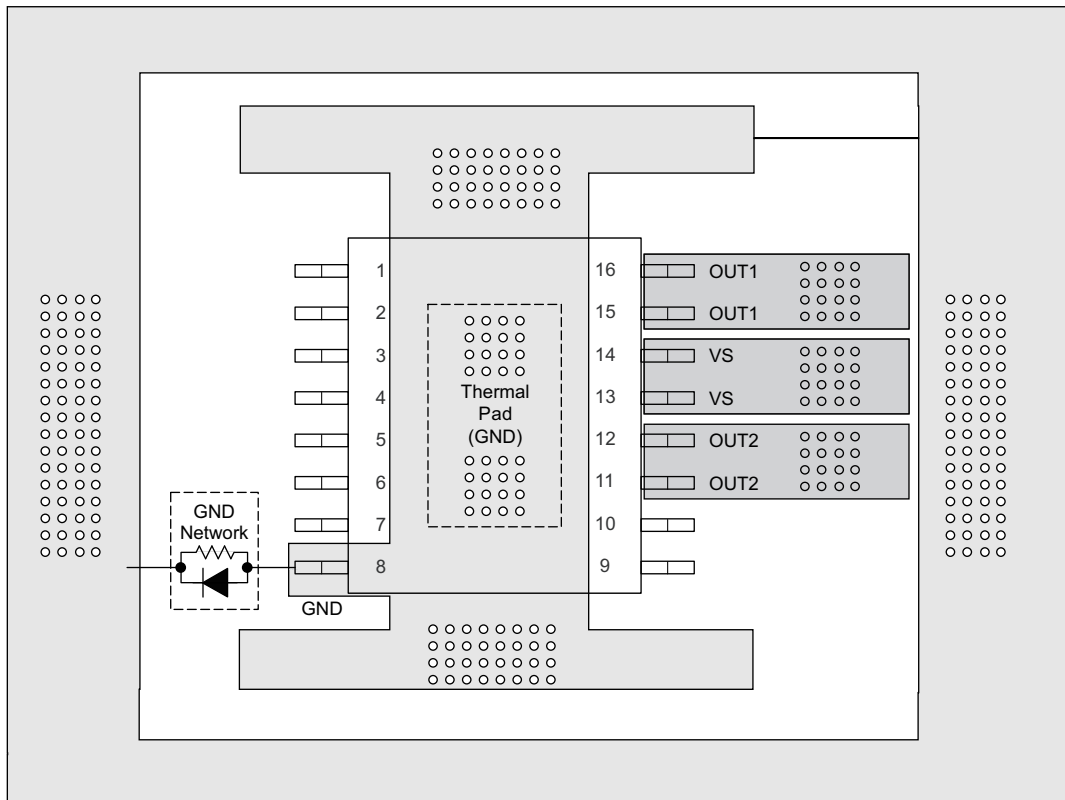 1 16 OUT1
2 15 OUT1
3 14 VS
4 13 VS
Thermal
Pad
(GND)
5 12 OUT2
6 11 OUT2
7 10
8 9
GND
Network
GND